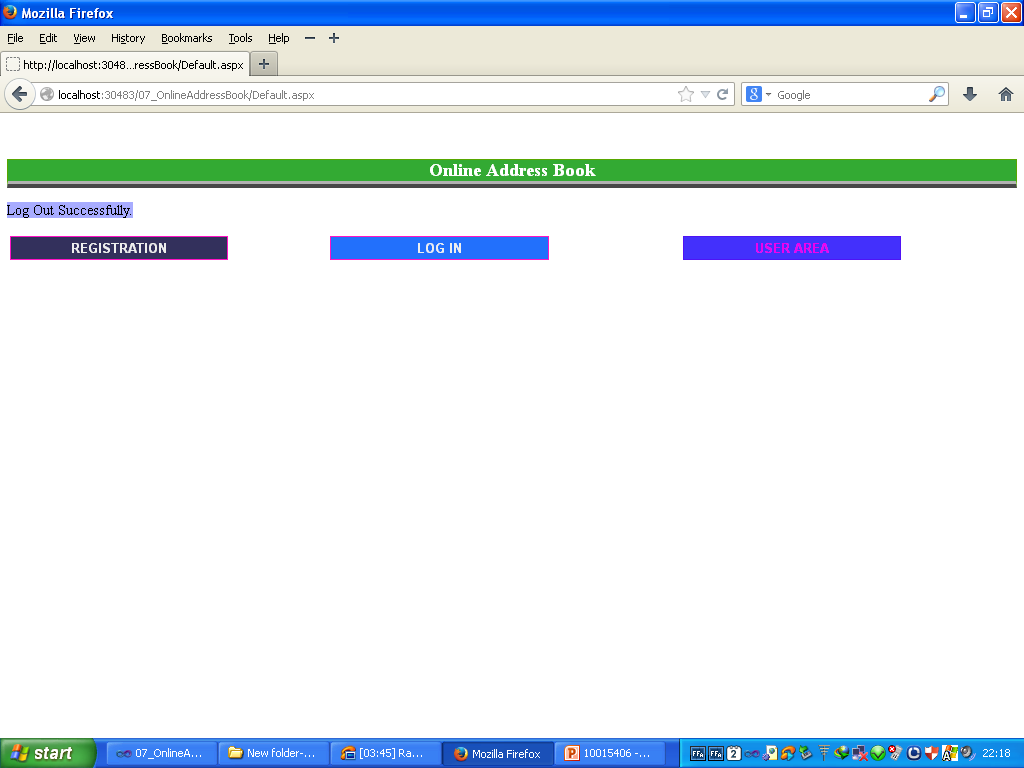 Mozilla Firefox
File Edit View History Bookmarks Tools Help
http://localhost:3048...ressBook/Default.aspx
localhost:30483/07_OnlineAddressBook/Default.aspx
Google
Online Address Book
Log Out Successfully.
REGISTRATION LOG IN USER AREA
start 07_OnlineA... New folder-... [03:45] Ra... Mozilla Firefox 10015406 -... 2 22:18